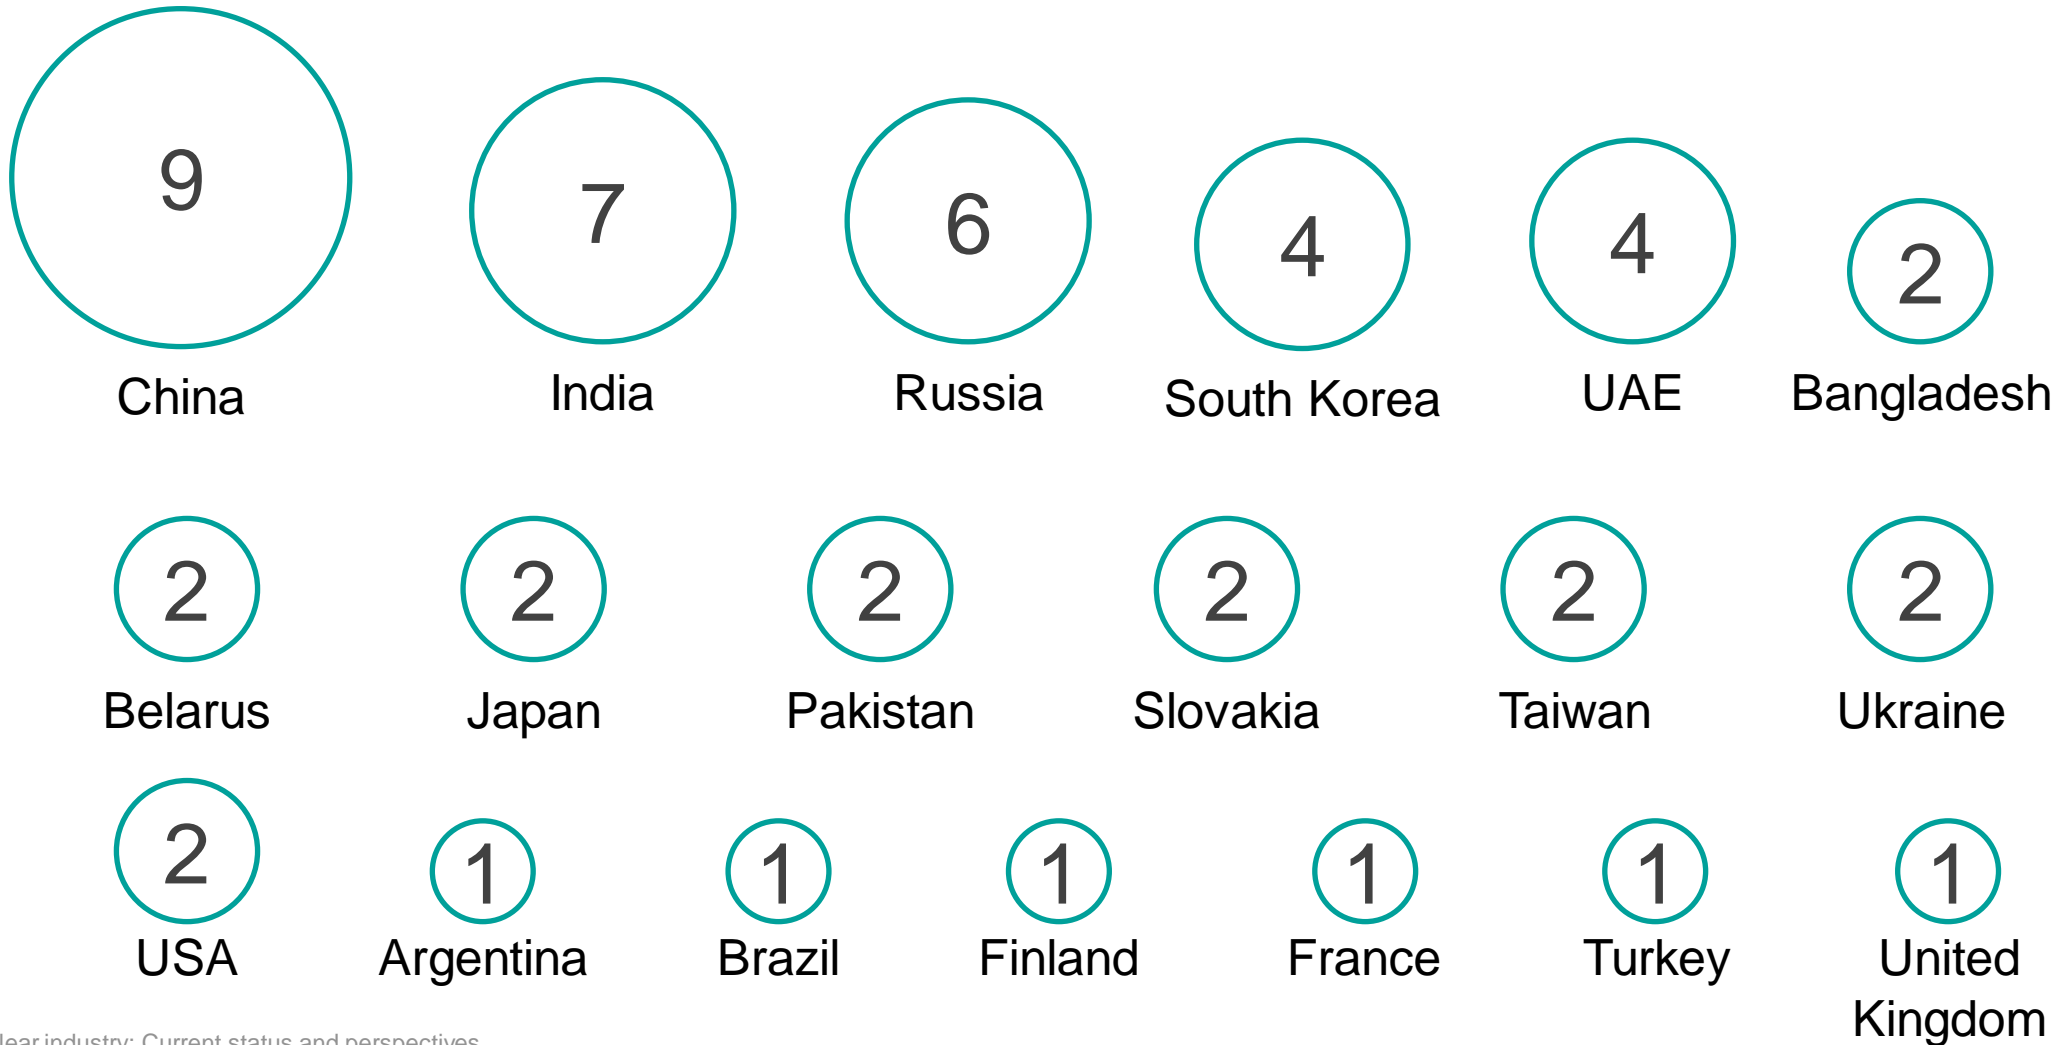 9
7
6
4
4
2
China
India
Russia
South Korea
UAE
Bangladesh
2
2
2
2
2
2
Belarus
Japan
Pakistan
Slovakia
Taiwan
Ukraine
2
1
1
1
1
1
1
USA
Argentina
Brazil
Finland
France
Turkey
United
Kingdom
industry: Current status and perspectives